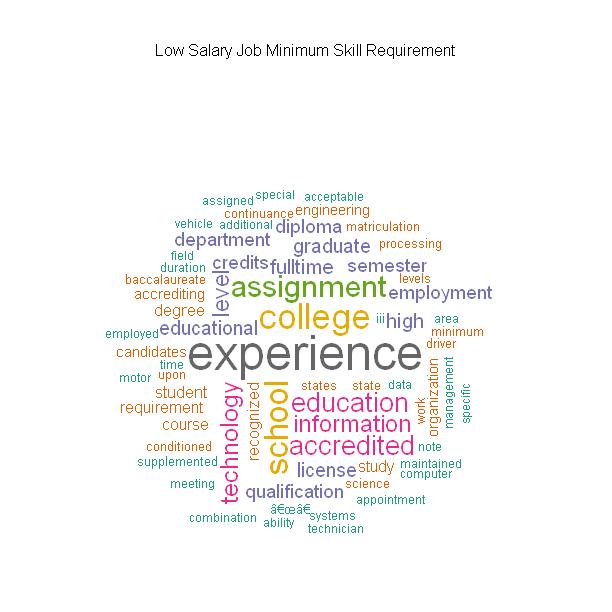 Low Salary Job Minimum Skill Requirement
assigned
special
acceptable
continuance
engineering
vehicle
additional
diploma
matriculation
department
graduate
processing
field
duration
credits
fulltime
semester
baccalaureate
level
assignment
levels
accrediting
employment
degree
college
iii
high
area
educational
minimum
employed
experience
driver
candidates
time
motor
upon
student
states
state
data
organization
management
specific
requirement
technology
recognized
school
education
work
course
information
conditioned
accredited
note
supplemented
license
study
maintained
computer
meeting
qualification
science
appointment
â€œâ€
combination
ability
systems
technician